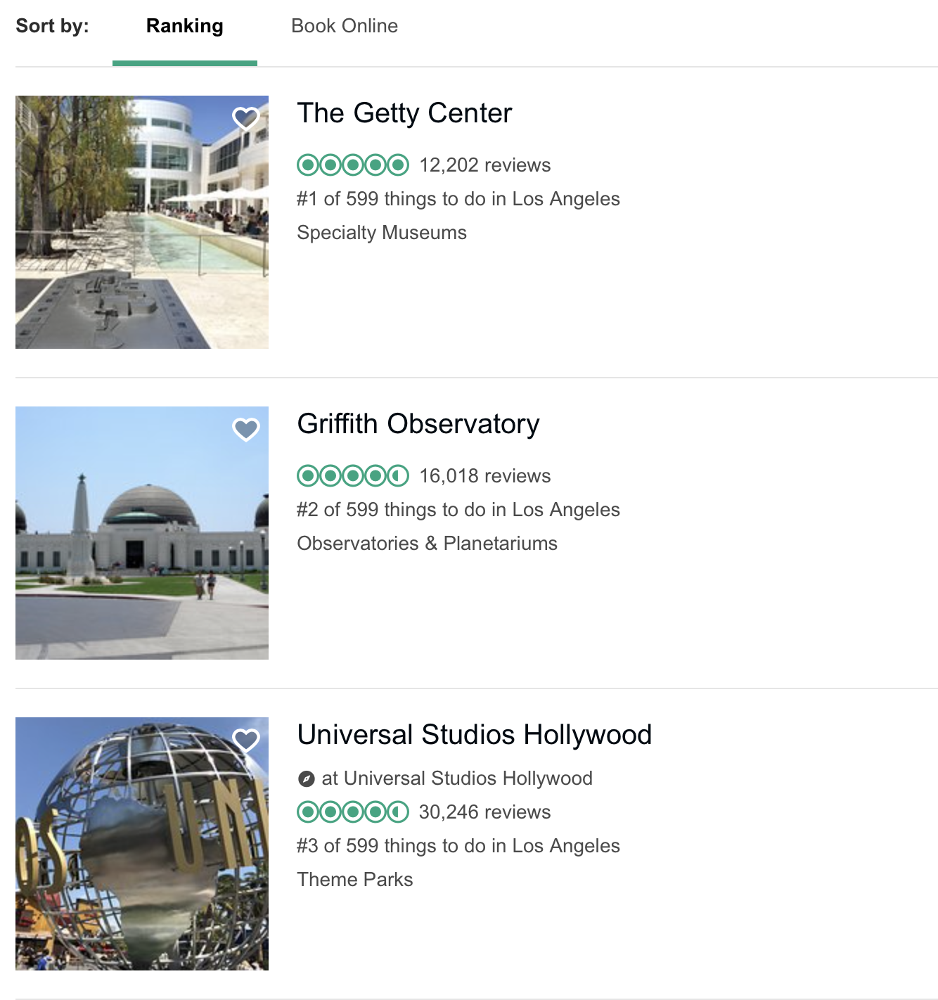 Sort by: Ranking Book Online
The Getty Center
12,202 reviews
#1 of 599 things to do in Los Angeles
Specialty Museums
Griffith Observatory
16,018 reviews
#2 of 599 things to do in Los Angeles
Observatories & Planetariums
Universal Studios Hollywood
at Universal Studios Hollywood
30,246 reviews
#3 of 599 things to do in Los Angeles
Theme Parks
OS UNI